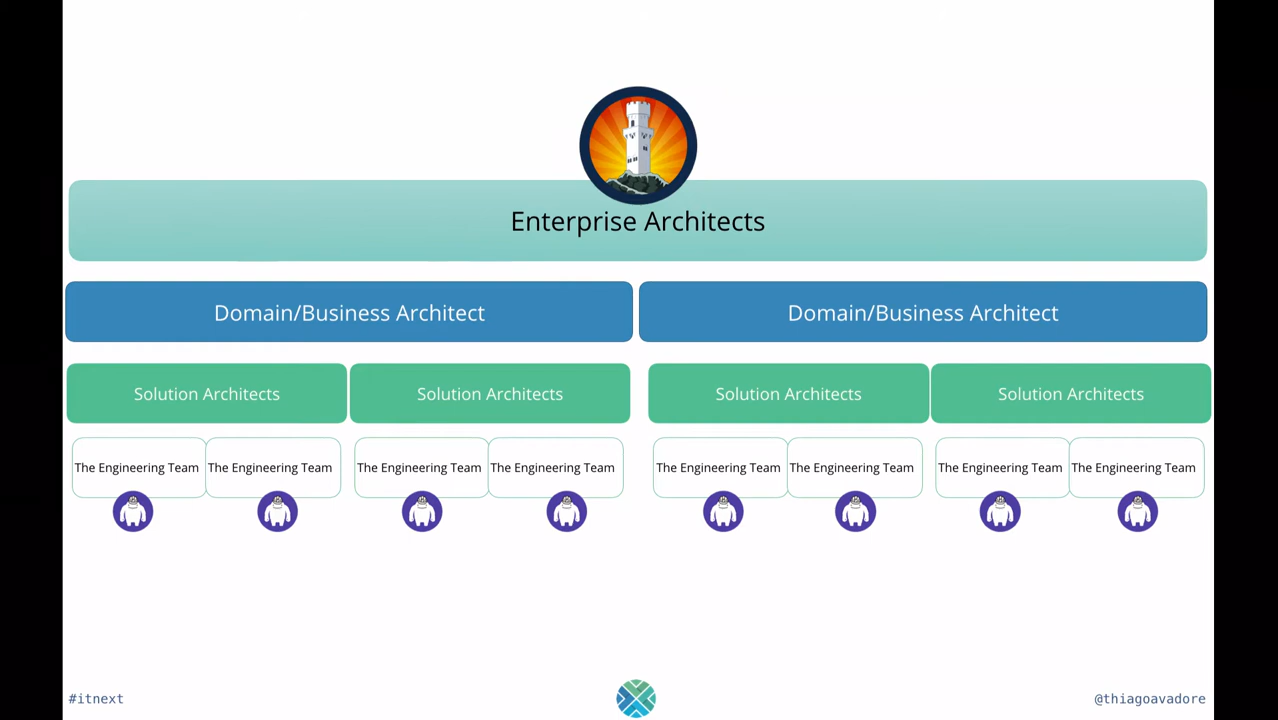 Enterprise Architects
Domain/Business Architect
Domain/Business Architect
Solution Architects
Solution Architects
Solution Architects
Solution Architects
The Engineering Team
The Engineering Team
The Engineering Team
The Engineering Team
The Engineering Team
The Engineering Team
The Engineering Team
The Engineering Team
#itnext
@thiagoavadore